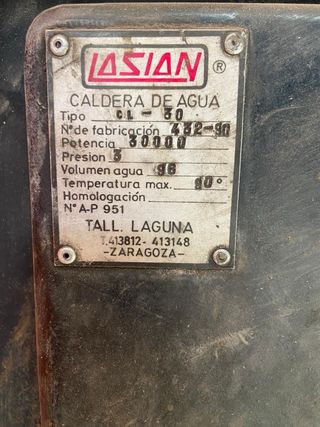 LASIAN ®
CALDERA DE AGUA
Tipo CL-30
Nº de fabricación 432-90
Potencia 30000
Presion 3
Volumen agua 96
Temperatura max. 90°
Homologación
Nº A-P 951
TALL. LAGUNA
T.413812- 413148
-ZARAGOZA-